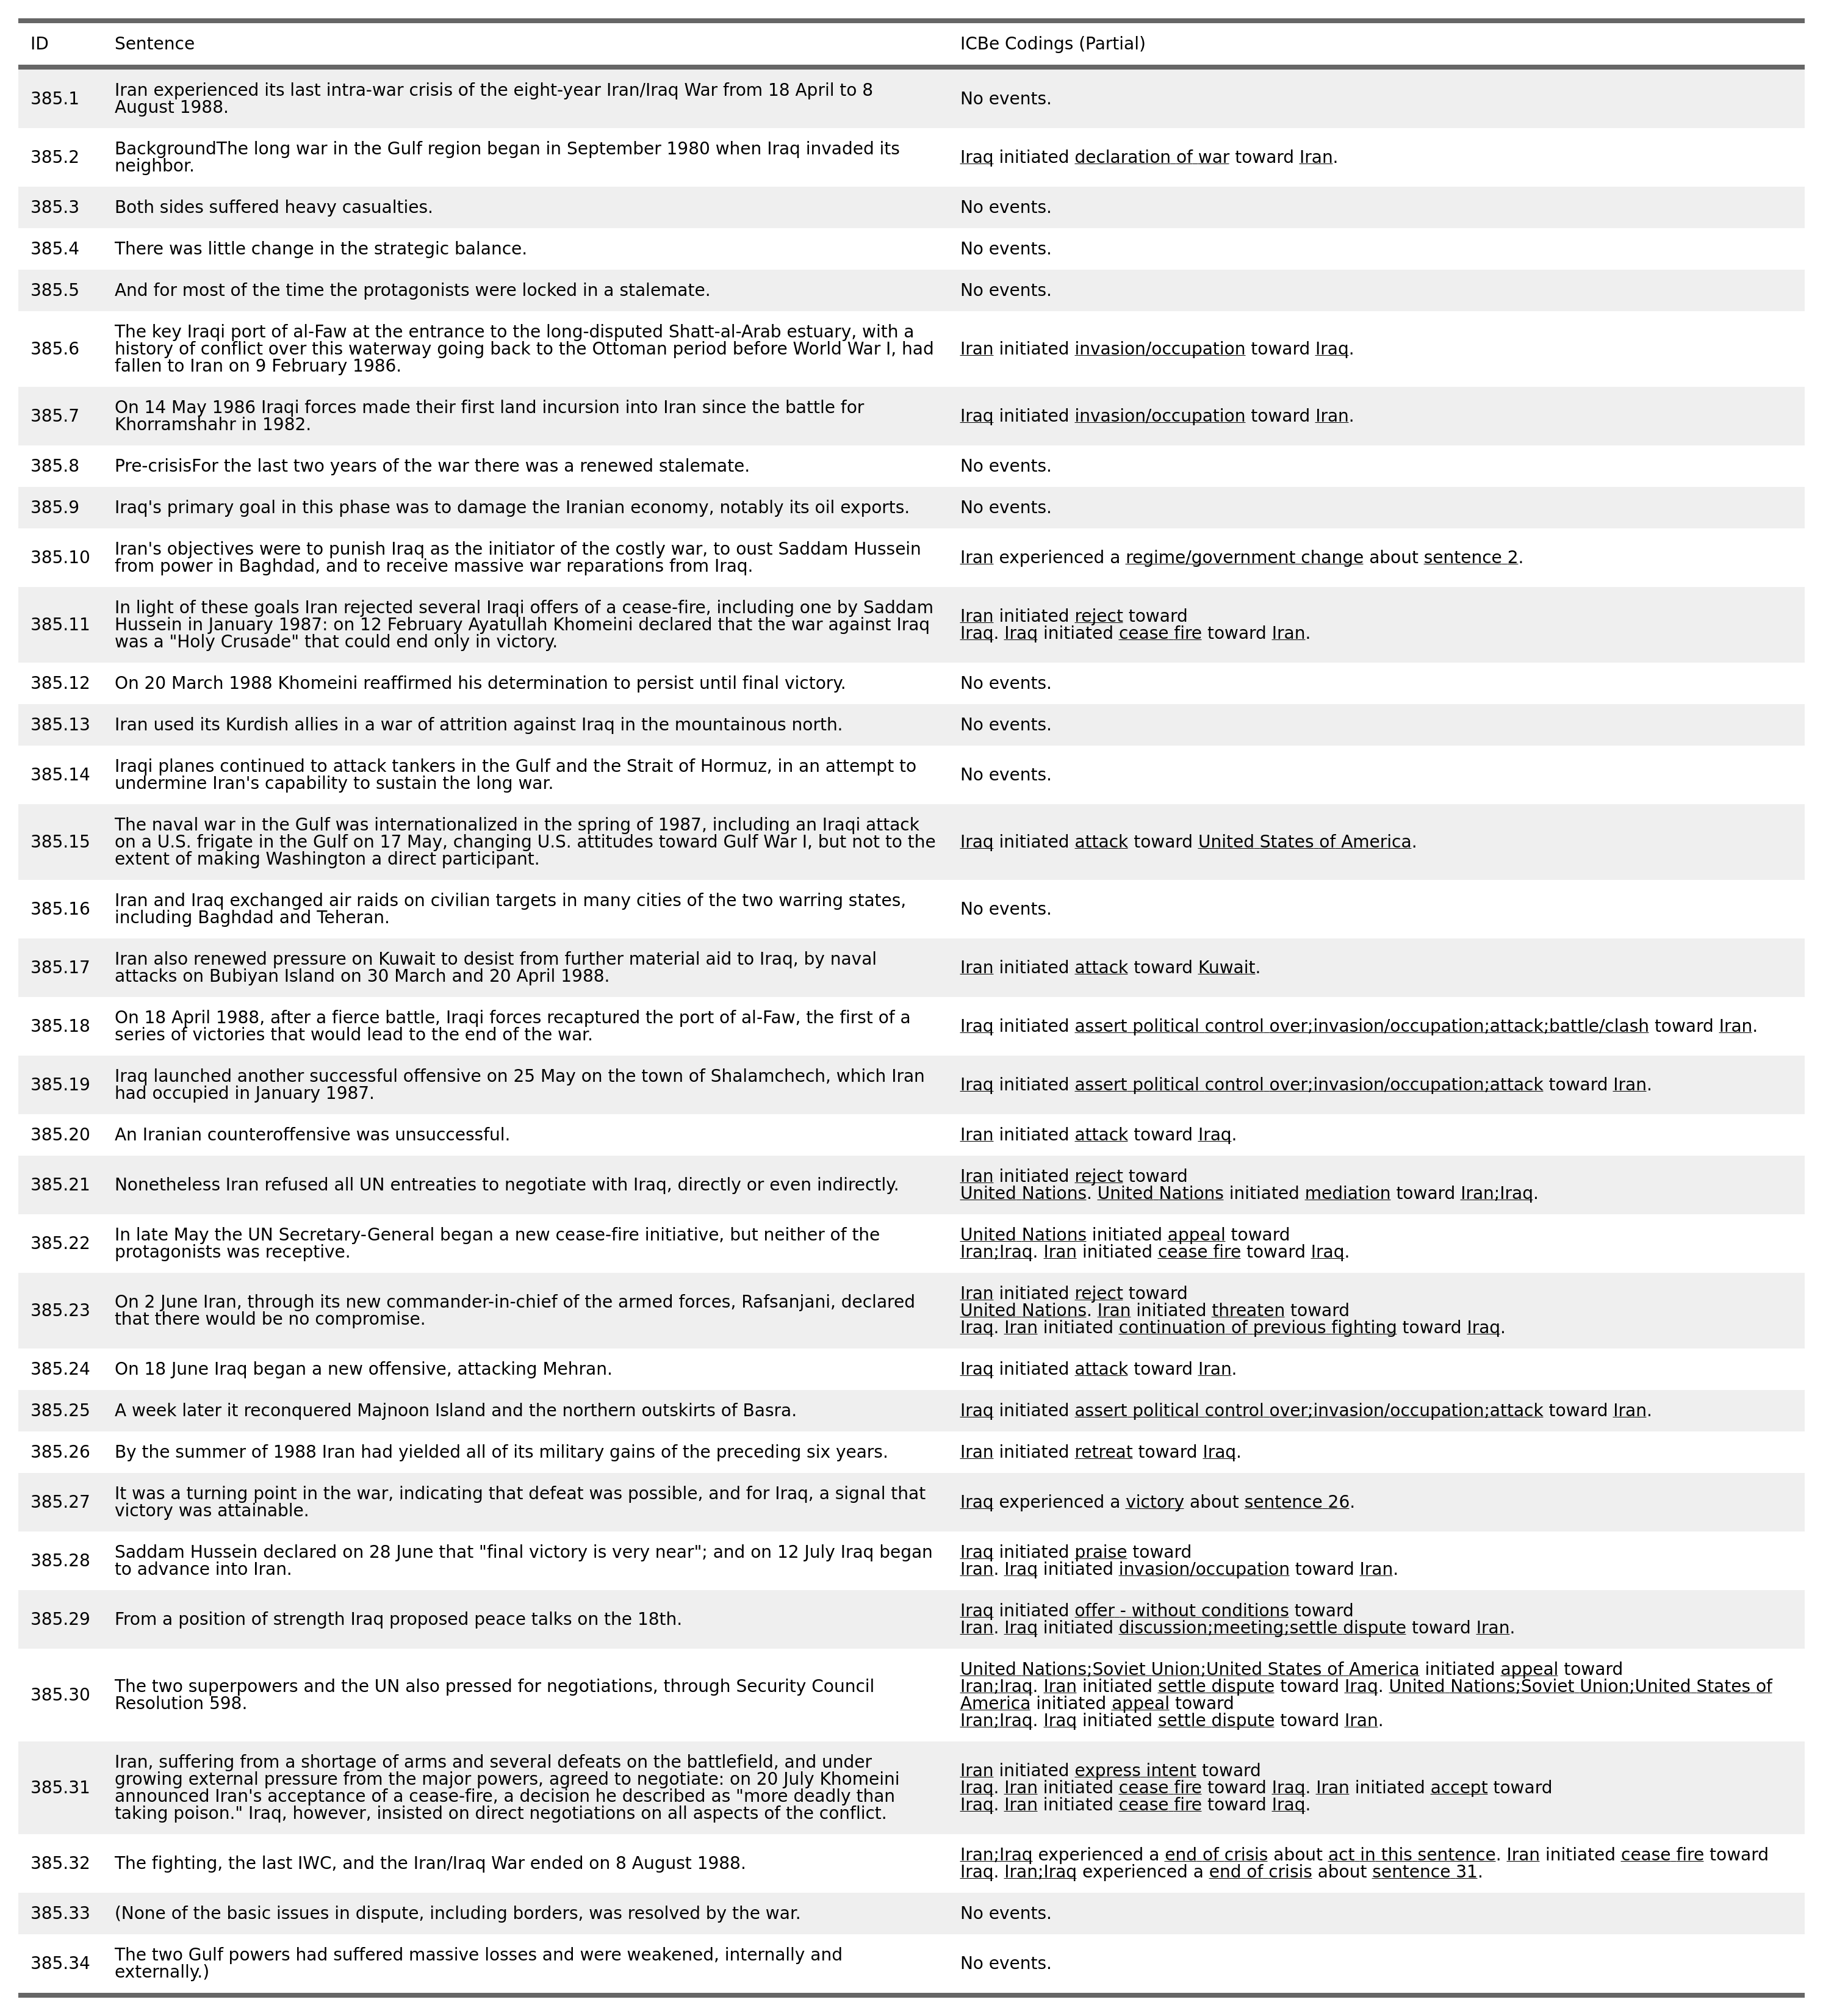 ID Sentence ICBe Codings (Partial)
385.1 Iran experienced its last intra-war crisis of the eight-year Iran/Iraq War from 18 April to 8
August 1988. No events.
385.2 BackgroundThe long war in the Gulf region began in September 1980 when Iraq invaded its
neighbor. Iraq initiated declaration of war toward Iran.
385.3 Both sides suffered heavy casualties. No events.
385.4 There was little change in the strategic balance. No events.
385.5 And for most of the time the protagonists were locked in a stalemate. No events.
385.6 The key Iraqi port of al-Faw at the entrance to the long-disputed Shatt-al-Arab estuary, with a
history of conflict over this waterway going back to the Ottoman period before World War I, had
fallen to Iran on 9 February 1986. Iran initiated invasion/occupation toward Iraq.
385.7 On 14 May 1986 Iraqi forces made their first land incursion into Iran since the battle for
Khorramshahr in 1982. Iraq initiated invasion/occupation toward Iran.
385.8 Pre-crisisFor the last two years of the war there was a renewed stalemate. No events.
385.9 Iraq's primary goal in this phase was to damage the Iranian economy, notably its oil exports. No events.
385.10 Iran's objectives were to punish Iraq as the initiator of the costly war, to oust Saddam Hussein
from power in Baghdad, and to receive massive war reparations from Iraq. Iran experienced a regime/government change about sentence 2.
385.11 In light of these goals Iran rejected several Iraqi offers of a cease-fire, including one by Saddam
Hussein in January 1987: on 12 February Ayatullah Khomeini declared that the war against Iraq
was a "Holy Crusade" that could end only in victory.
Iran initiated reject toward
Iraq. Iraq initiated cease fire toward Iran.
385.12 On 20 March 1988 Khomeini reaffirmed his determination to persist until final victory. No events.
385.13 Iran used its Kurdish allies in a war of attrition against Iraq in the mountainous north. No events.
385.14 Iraqi planes continued to attack tankers in the Gulf and the Strait of Hormuz, in an attempt to
undermine Iran's capability to sustain the long war. No events.
385.15 The naval war in the Gulf was internationalized in the spring of 1987, including an Iraqi attack
on a U.S. frigate in the Gulf on 17 May, changing U.S. attitudes toward Gulf War I, but not to the
extent of making Washington a direct participant. Iraq initiated attack toward United States of America.
385.16 Iran and Iraq exchanged air raids on civilian targets in many cities of the two warring states,
including Baghdad and Teheran. No events.
385.17 Iran also renewed pressure on Kuwait to desist from further material aid to Iraq, by naval
attacks on Bubiyan Island on 30 March and 20 April 1988. Iran initiated attack toward Kuwait.
385.18 On 18 April 1988, after a fierce battle, Iraqi forces recaptured the port of al-Faw, the first of a
series of victories that would lead to the end of the war. Iraq initiated assert political control over;invasion/occupation;attack;battle/clash toward Iran.
385.19 Iraq launched another successful offensive on 25 May on the town of Shalamchech, which Iran
had occupied in January 1987. Iraq initiated assert political control over;invasion/occupation;attack toward Iran.
385.20 An Iranian counteroffensive was unsuccessful. Iran initiated attack toward Iraq.
385.21 Nonetheless Iran refused all UN entreaties to negotiate with Iraq, directly or even indirectly.
Iran initiated reject toward
United Nations. United Nations initiated mediation toward Iran;Iraq.
385.22 In late May the UN Secretary-General began a new cease-fire initiative, but neither of the
protagonists was receptive.
United Nations initiated appeal toward
Iran;Iraq. Iran initiated cease fire toward Iraq.
385.23 On 2 June Iran, through its new commander-in-chief of the armed forces, Rafsanjani, declared
that there would be no compromise.
Iran initiated reject toward
United Nations. Iran initiated threaten toward
Iraq. Iran initiated continuation of previous fighting toward Iraq.
385.24 On 18 June Iraq began a new offensive, attacking Mehran. Iraq initiated attack toward Iran.
385.25 A week later it reconquered Majnoon Island and the northern outskirts of Basra. Iraq initiated assert political control over;invasion/occupation;attack toward Iran.
385.26 By the summer of 1988 Iran had yielded all of its military gains of the preceding six years. Iran initiated retreat toward Iraq.
385.27 It was a turning point in the war, indicating that defeat was possible, and for Iraq, a signal that
victory was attainable. Iraq experienced a victory about sentence 26.
385.28 Saddam Hussein declared on 28 June that "final victory is very near"; and on 12 July Iraq began
to advance into Iran.
Iraq initiated praise toward
Iran. Iraq initiated invasion/occupation toward Iran.
385.29 From a position of strength Iraq proposed peace talks on the 18th.
Iraq initiated offer - without conditions toward
Iran. Iraq initiated discussion;meeting;settle dispute toward Iran.
385.30 The two superpowers and the UN also pressed for negotiations, through Security Council
Resolution 598.
United Nations;Soviet Union;United States of America initiated appeal toward
Iran;Iraq. Iran initiated settle dispute toward Iraq. United Nations;Soviet Union;United States of
America initiated appeal toward
Iran;Iraq. Iraq initiated settle dispute toward Iran.
385.31 Iran, suffering from a shortage of arms and several defeats on the battlefield, and under
growing external pressure from the major powers, agreed to negotiate: on 20 July Khomeini
announced Iran's acceptance of a cease-fire, a decision he described as "more deadly than
taking poison." Iraq, however, insisted on direct negotiations on all aspects of the conflict.
Iran initiated express intent toward
Iraq. Iran initiated cease fire toward Iraq. Iran initiated accept toward
Iraq. Iran initiated cease fire toward Iraq.
385.32 The fighting, the last IWC, and the Iran/Iraq War ended on 8 August 1988.
Iran;Iraq experienced a end of crisis about act in this sentence. Iran initiated cease fire toward
Iraq. Iran;Iraq experienced a end of crisis about sentence 31.
385.33 (None of the basic issues in dispute, including borders, was resolved by the war. No events.
385.34 The two Gulf powers had suffered massive losses and were weakened, internally and
externally.) No events.